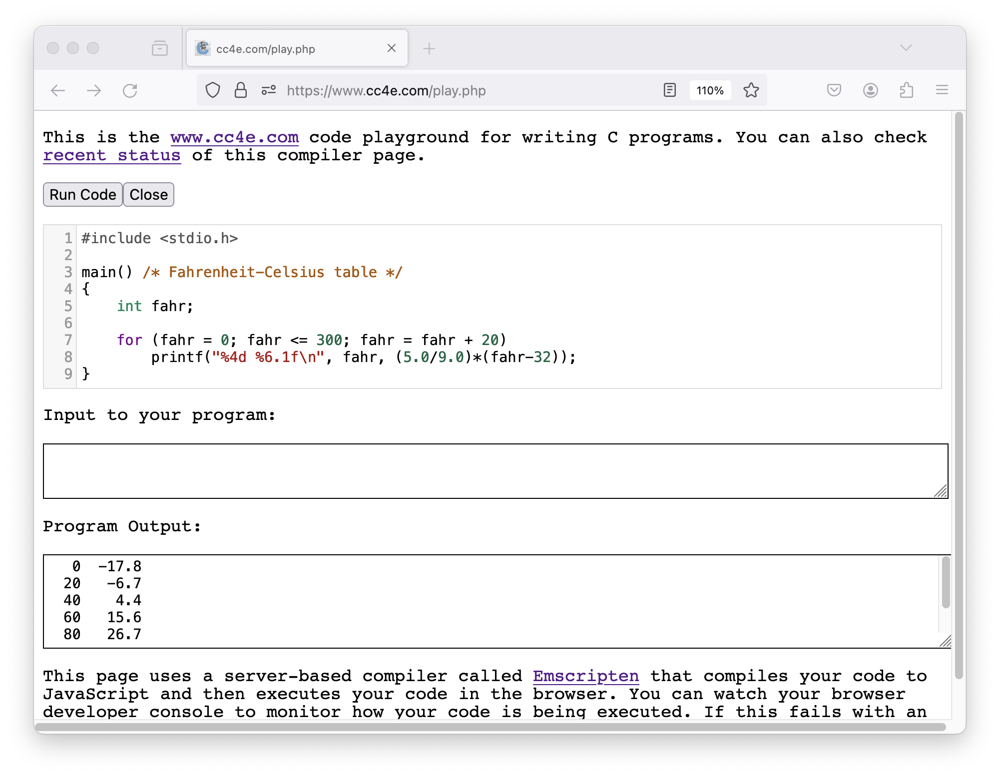 cc4e.com/play.php
https://www.cc4e.com/play.php 110%
This is the www.cc4e.com code playground for writing C programs. You can also check
recent status of this compiler page.
Run Code Close
1 #include <stdio.h>
2
3 main() /* Fahrenheit-Celsius table */
4 {
5     int fahr;
6
7     for (fahr = 0; fahr <= 300; fahr = fahr + 20)
8         printf("%4d %6.1f\n", fahr, (5.0/9.0)*(fahr-32));
9 }
Input to your program:
Program Output:
   0  -17.8
  20   -6.7
  40    4.4
  60   15.6
  80   26.7
This page uses a server-based compiler called Emscripten that compiles your code to
JavaScript and then executes your code in the browser. You can watch your browser
developer console to monitor how your code is being executed. If this fails with an